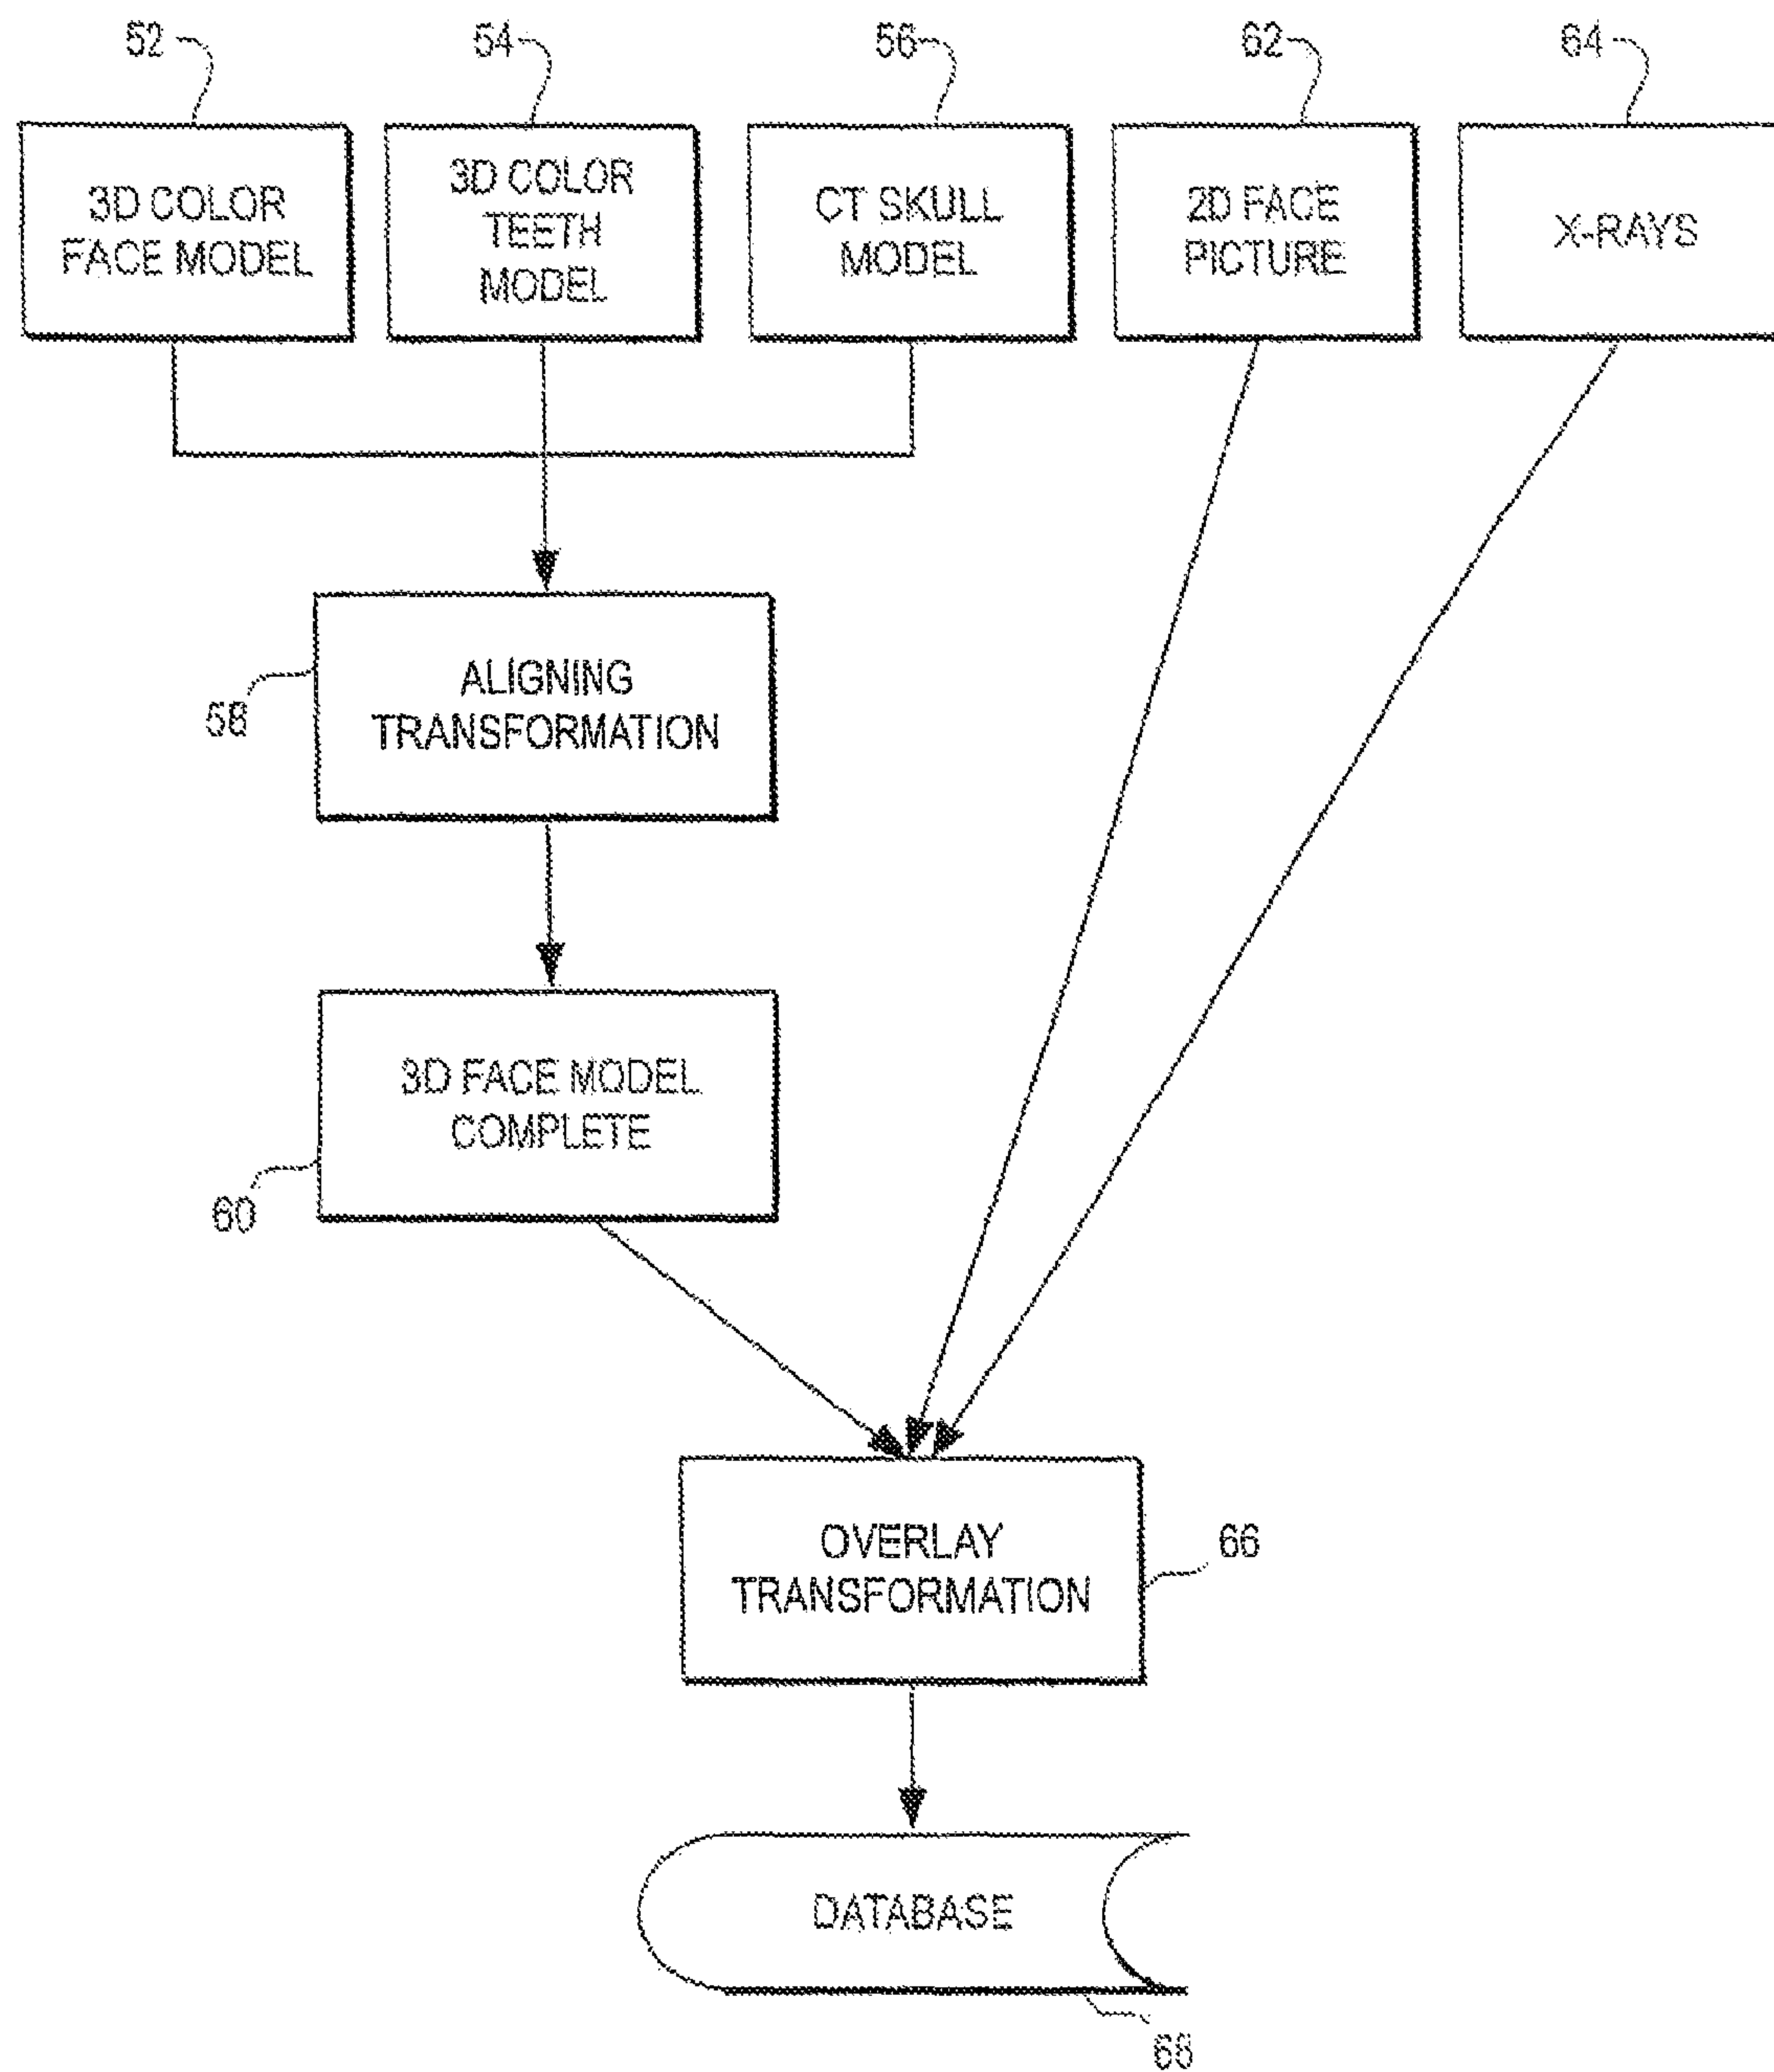 52
54
56
62
64
3D COLOR
FACE MODEL
3D COLOR
TEETH
MODEL
CT SKULL
MODEL
2D FACE
PICTURE
X-RAYS
ALIGNING
TRANSFORMATION
58
3D FACE MODEL
COMPLETE
60
OVERLAY
TRANSFORMATION
66
DATABASE
68